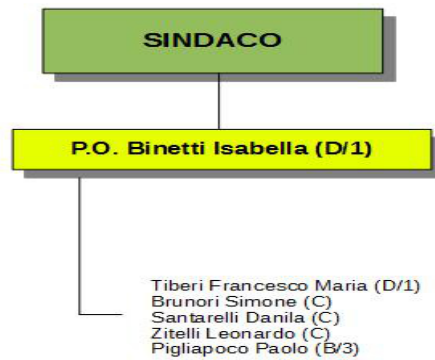 SINDACO
P.O. Binetti Isabella (D/1)
Tiberi Francesco Maria (D/1)
Brunori Simone (C)
Santarelli Danila (C)
Zitelli Leonardo (C)
Pigliapoco Paolo (B/3)